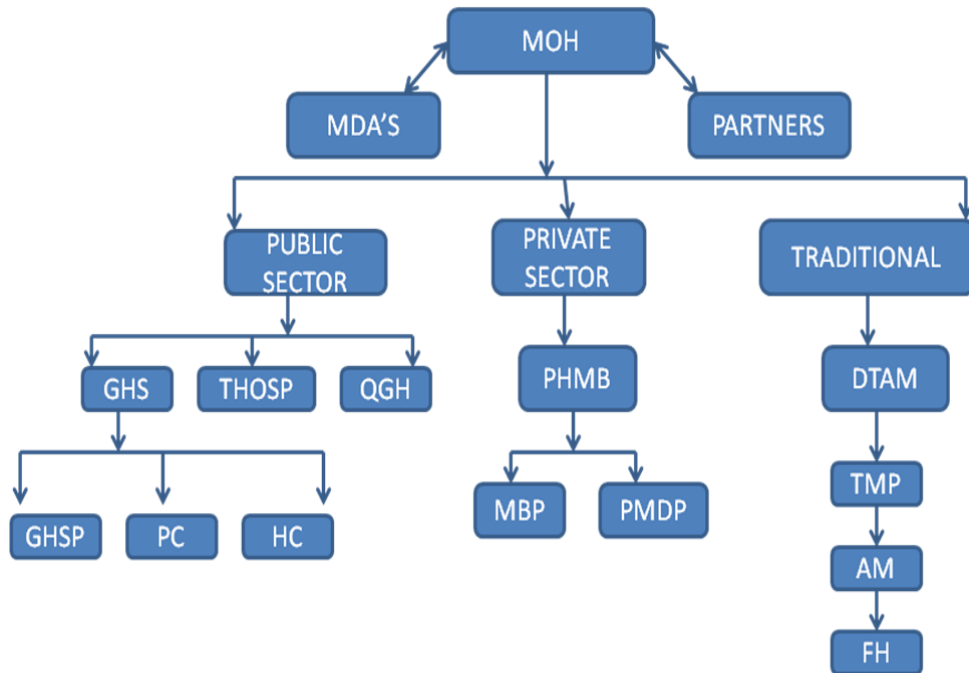 MOH
MDA'S
PARTNERS
PUBLIC
SECTOR
PRIVATE
SECTOR
TRADITIONAL
GHS
THOSP
QGH
PHMB
DTAM
GHSP
PC
HC
MBP
PMDP
TMP
AM
FH